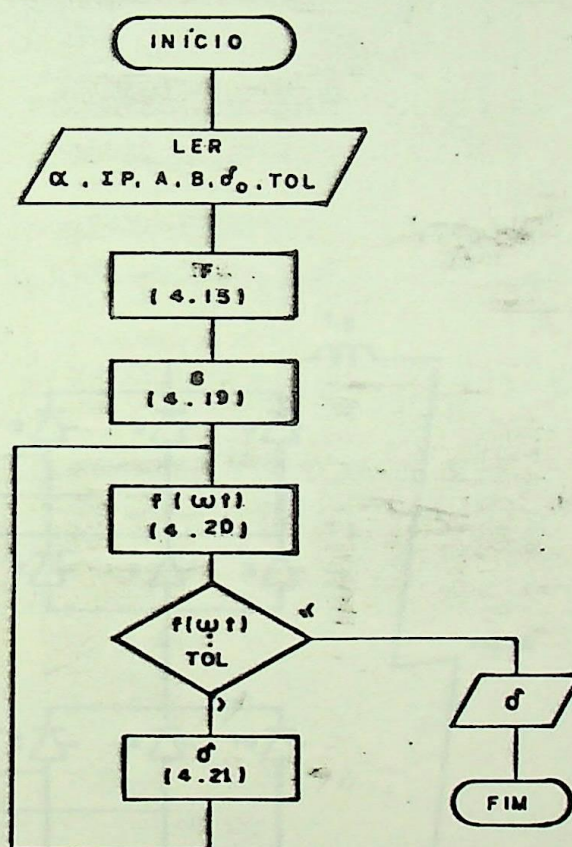 INÍCIO
LER
α, IP, A, B, δ₀, TOL
F
(4.15)
(4.19)
f(ωt)
(4.20)
f(ωt)
:
TOL
≤
>
δ
(4.21)
δ
FIM